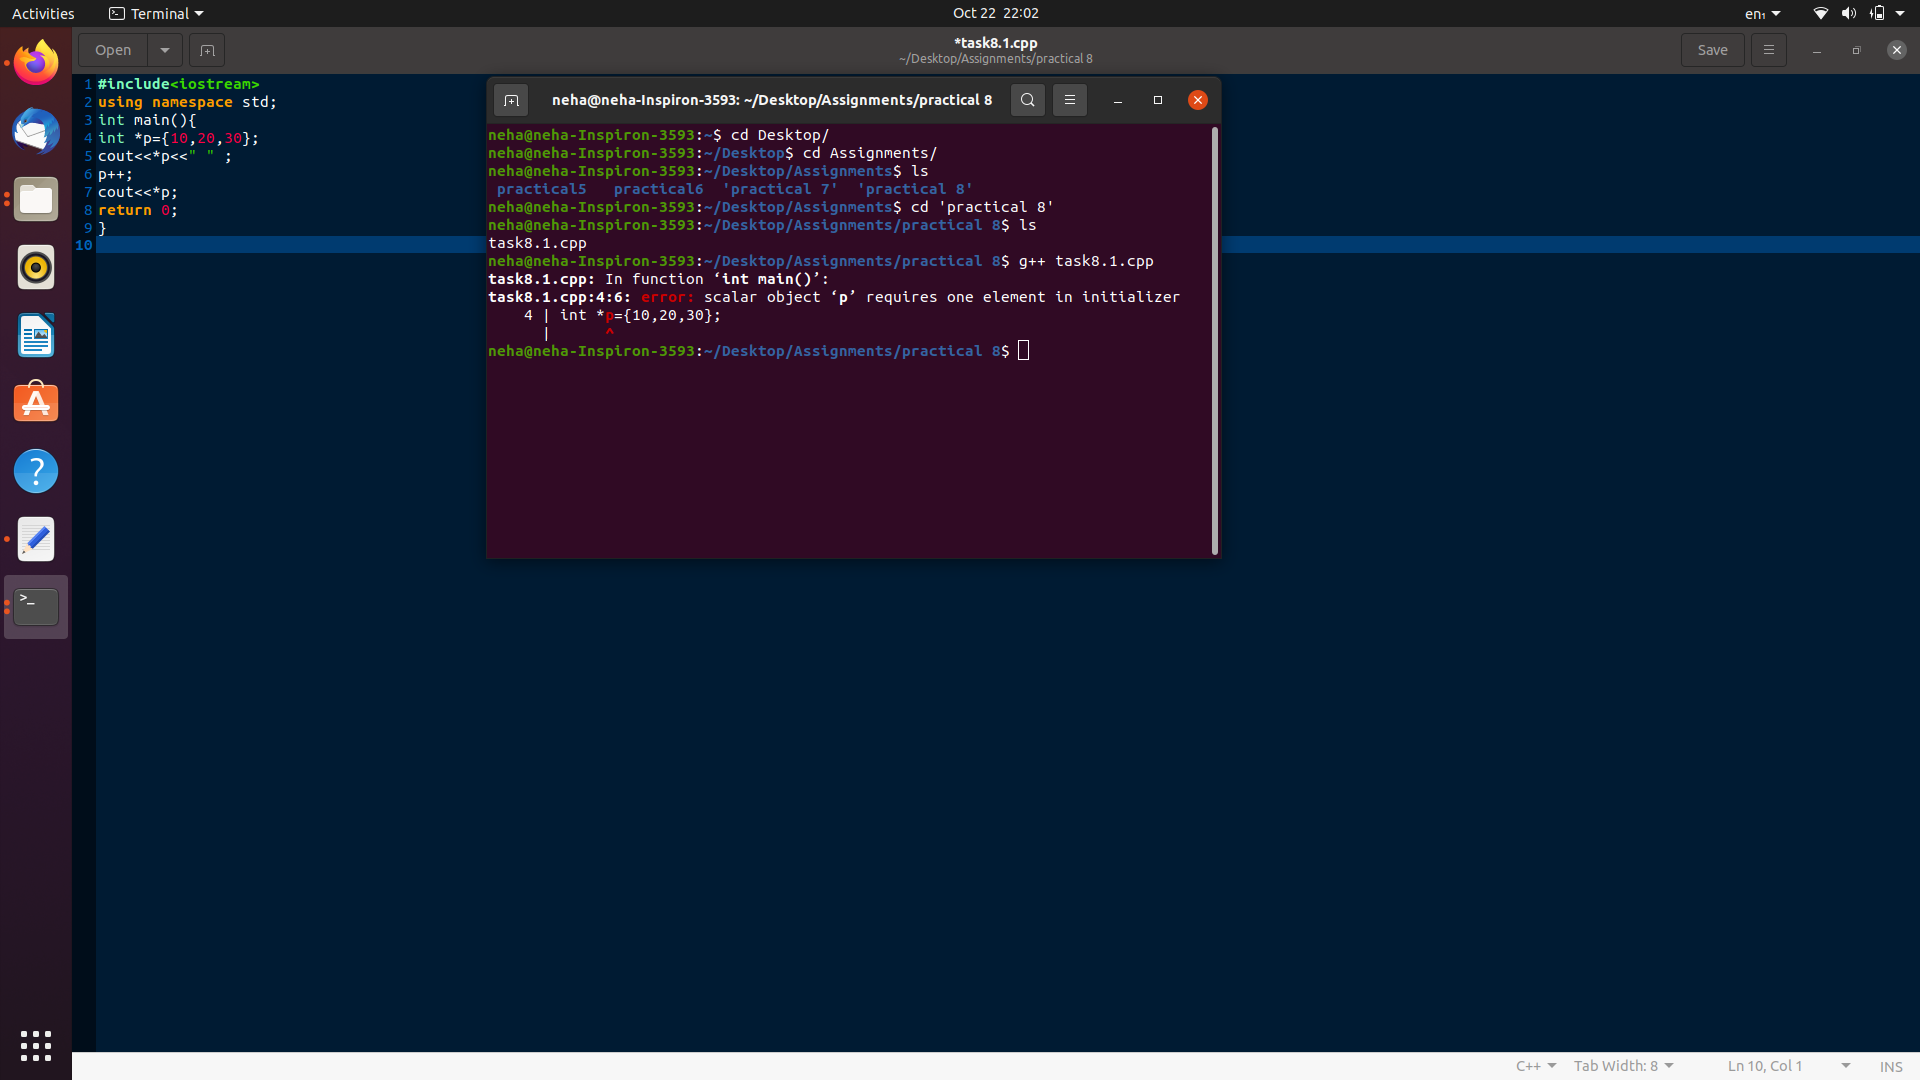 Activities
Terminal
Oct 22 22:02
en₁
Open
*task8.1.cpp
~/Desktop/Assignments/practical 8
Save
1 #include<iostream>
2 using namespace std;
3 int main(){
4 int *p={10,20,30};
5 cout<<*p<<" " ;
6 p++;
7 cout<<*p;
8 return 0;
9 }
10
neha@neha-Inspiron-3593: ~/Desktop/Assignments/practical 8
neha@neha-Inspiron-3593:~$ cd Desktop/
neha@neha-Inspiron-3593:~/Desktop$ cd Assignments/
neha@neha-Inspiron-3593:~/Desktop/Assignments$ ls
practical5 practical6 'practical 7' 'practical 8'
neha@neha-Inspiron-3593:~/Desktop/Assignments$ cd 'practical 8'
neha@neha-Inspiron-3593:~/Desktop/Assignments/practical 8$ ls
task8.1.cpp
neha@neha-Inspiron-3593:~/Desktop/Assignments/practical 8$ g++ task8.1.cpp
task8.1.cpp: In function ‘int main()’:
task8.1.cpp:4:6: error: scalar object ‘p’ requires one element in initializer
4 | int *p={10,20,30};
| ^
neha@neha-Inspiron-3593:~/Desktop/Assignments/practical 8$
C++
Tab Width: 8
Ln 10, Col 1
INS